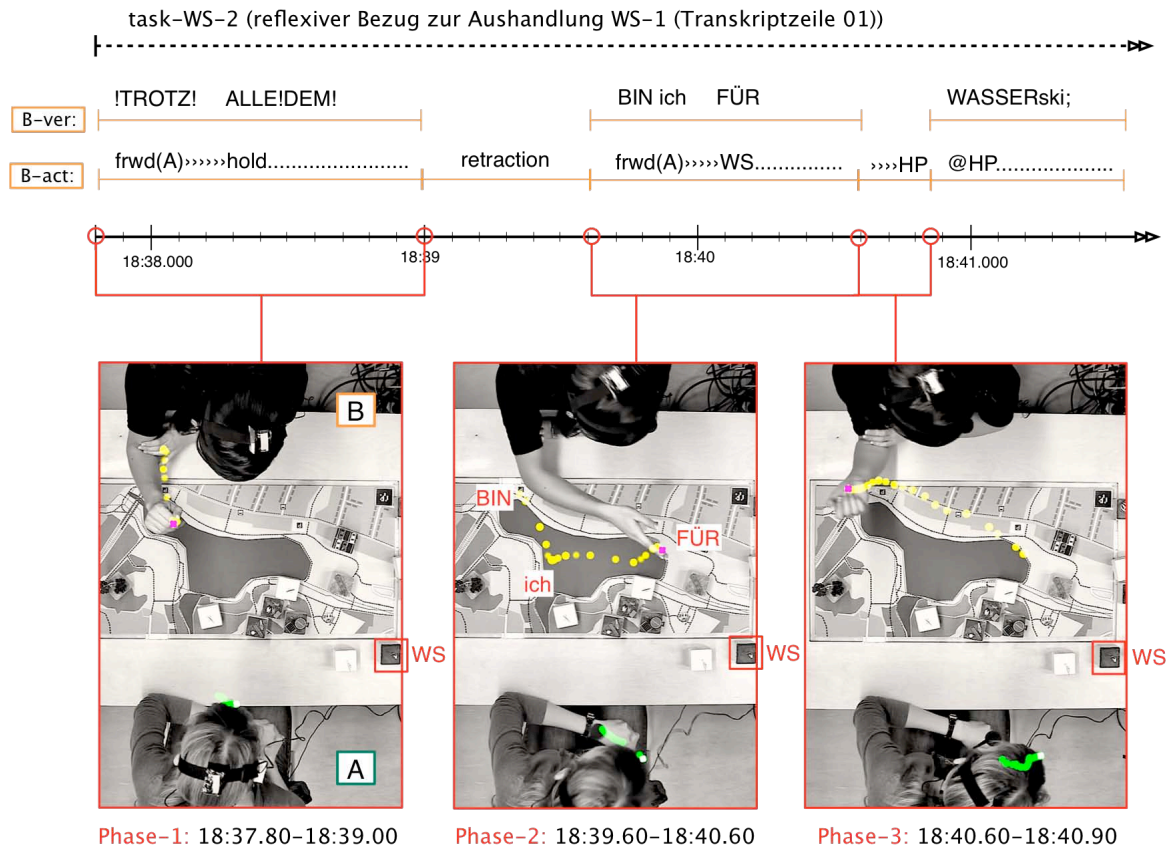 task-WS-2 (reflexiver Bezug zur Aushandlung WS-1 (Transkriptzeile 01))
B-ver: !TROTZ! ALLE!DEM! BIN ich FÜR WASSERski;
B-act: frwd(A)››››››hold........................ retraction frwd(A)›››››WS............... ››››HP @HP....................
18:38.000 18:39 18:40 18:41.000
B
BIN
FÜR
ich
WS WS WS
A
Phase-1: 18:37.80-18:39.00 Phase-2: 18:39.60-18:40.60 Phase-3: 18:40.60-18:40.90